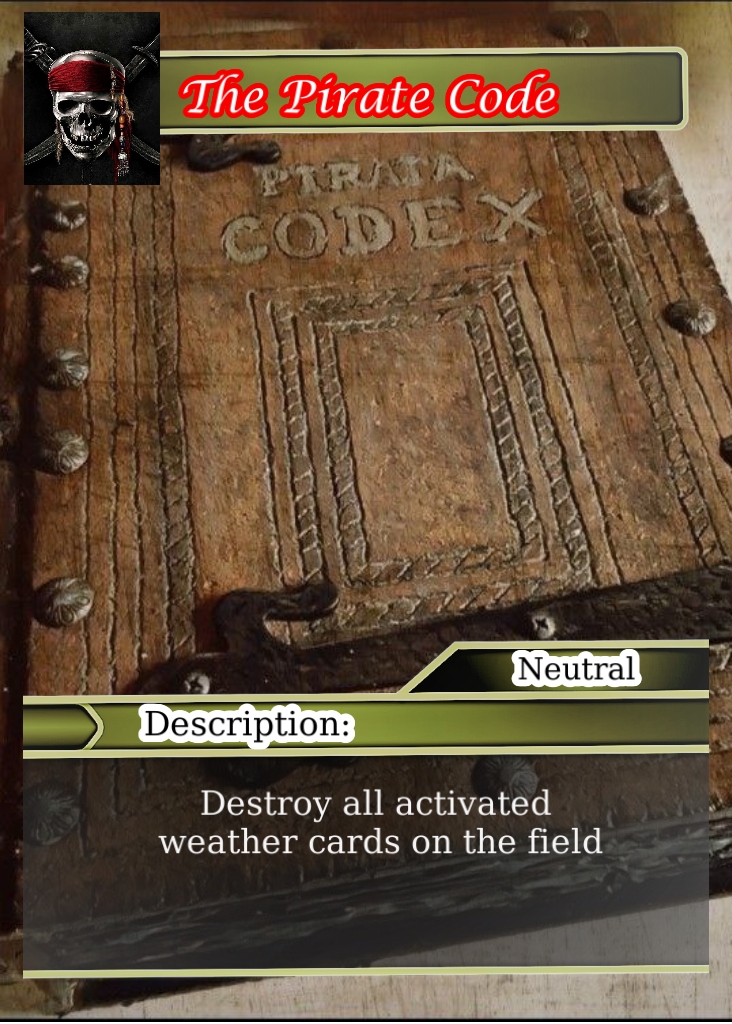 The Pirate Code
PIRATA
CODEX
Neutral
Description:
Destroy all activated
weather cards on the field